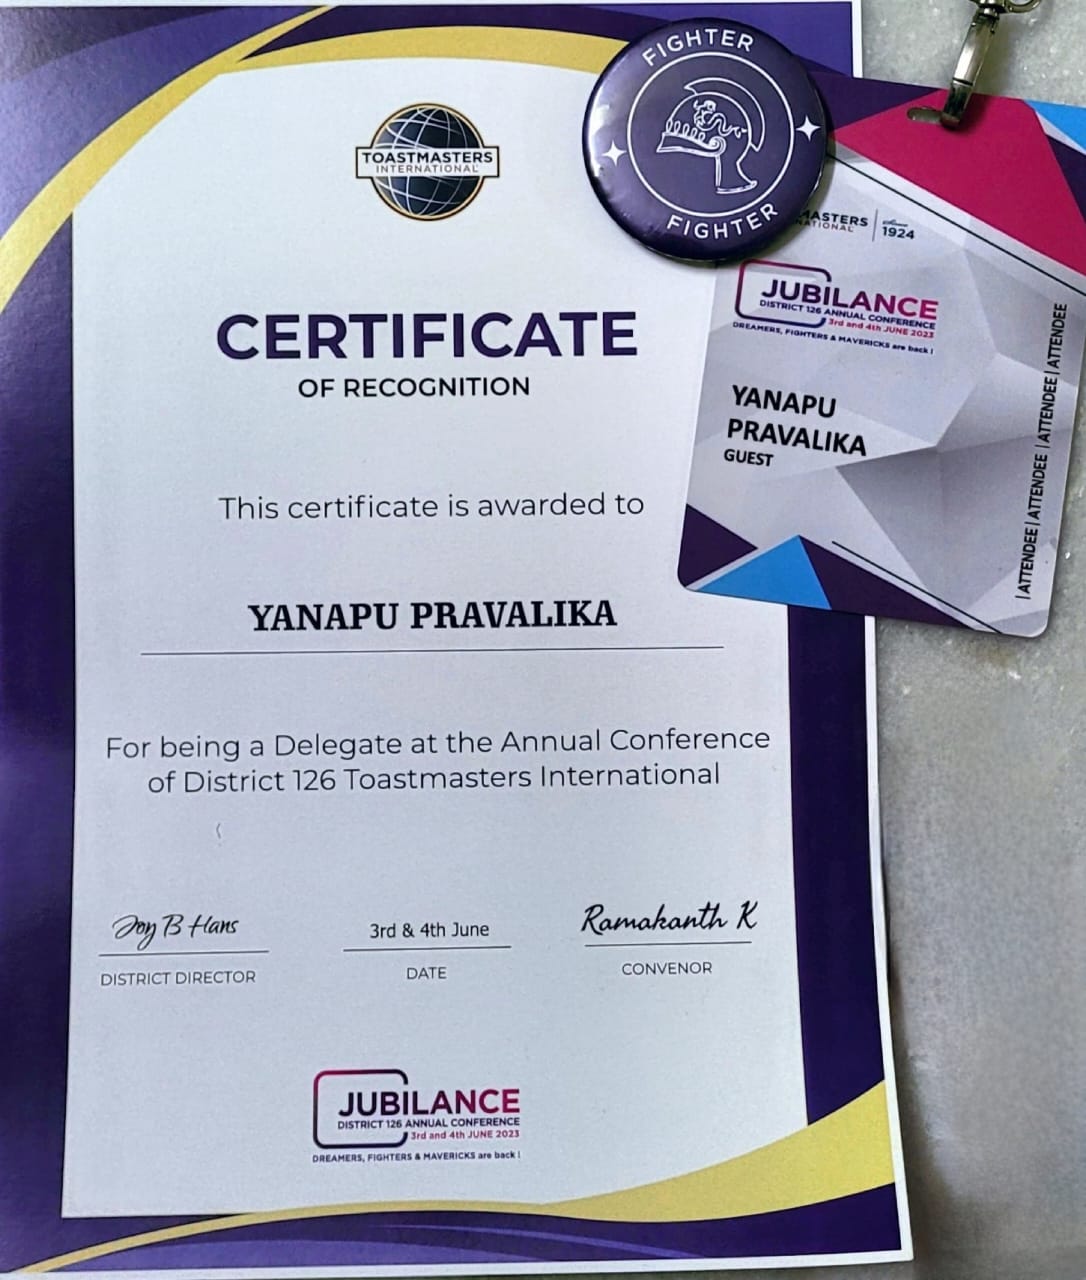 TOASTMASTERS
INTERNATIONAL
CERTIFICATE
OF RECOGNITION
This certificate is awarded to
YANAPU PRAVALIKA
For being a Delegate at the Annual Conference
of District 126 Toastmasters International
Joy B Hans
DISTRICT DIRECTOR
3rd & 4th June
DATE
Ramakanth K
CONVENOR
JUBILANCE
DISTRICT 126 ANNUAL CONFERENCE
3rd and 4th JUNE 2023
DREAMERS, FIGHTERS & MAVERICKS are back !
FIGHTER
FIGHTER
MASTERS
NATIONAL
Since
1924
JUBILANCE
DISTRICT 126 ANNUAL CONFERENCE
3rd and 4th JUNE 2023
DREAMERS, FIGHTERS & MAVERICKS are back !
YANAPU
PRAVALIKA
GUEST
| ATTENDEE | ATTENDEE | ATTENDEE | ATTENDEE